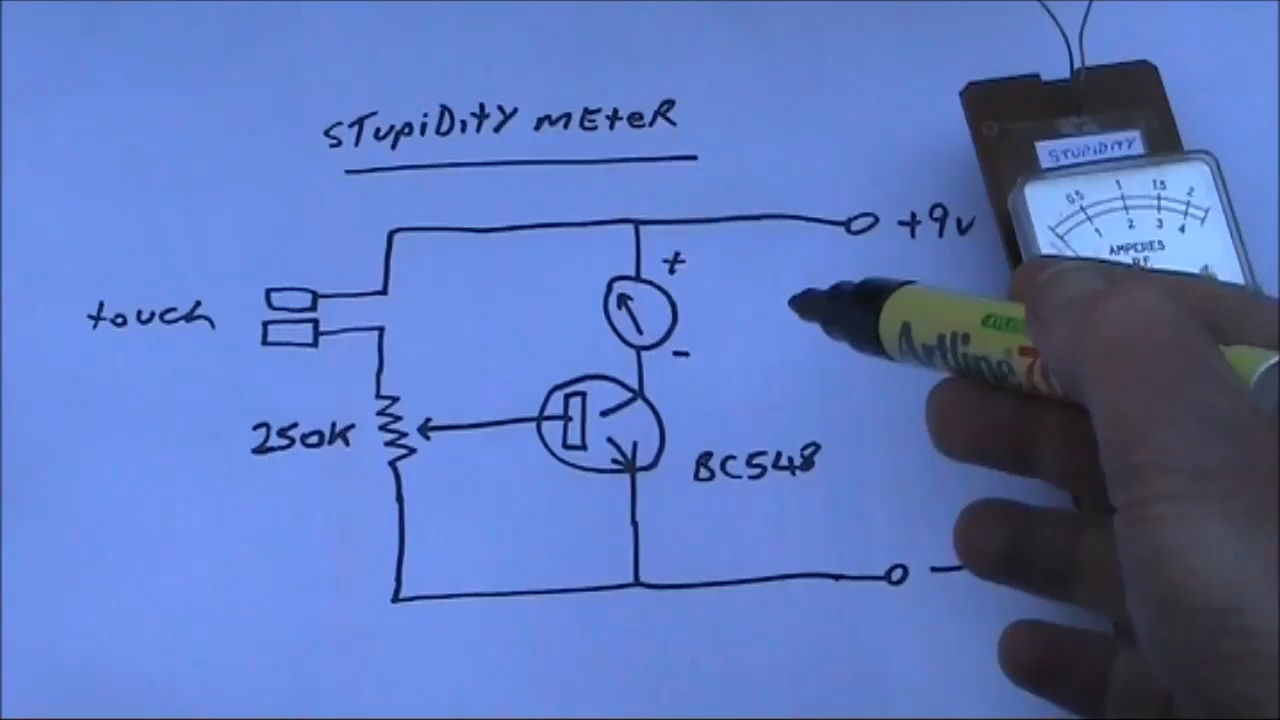 STupiDitY mEteR
+9v
+
touch
-
250K
BC548
-
STUPIDITY
0.5 1 1.5 2
1 2 3 4
AMPERES
R.F.
Artline 70